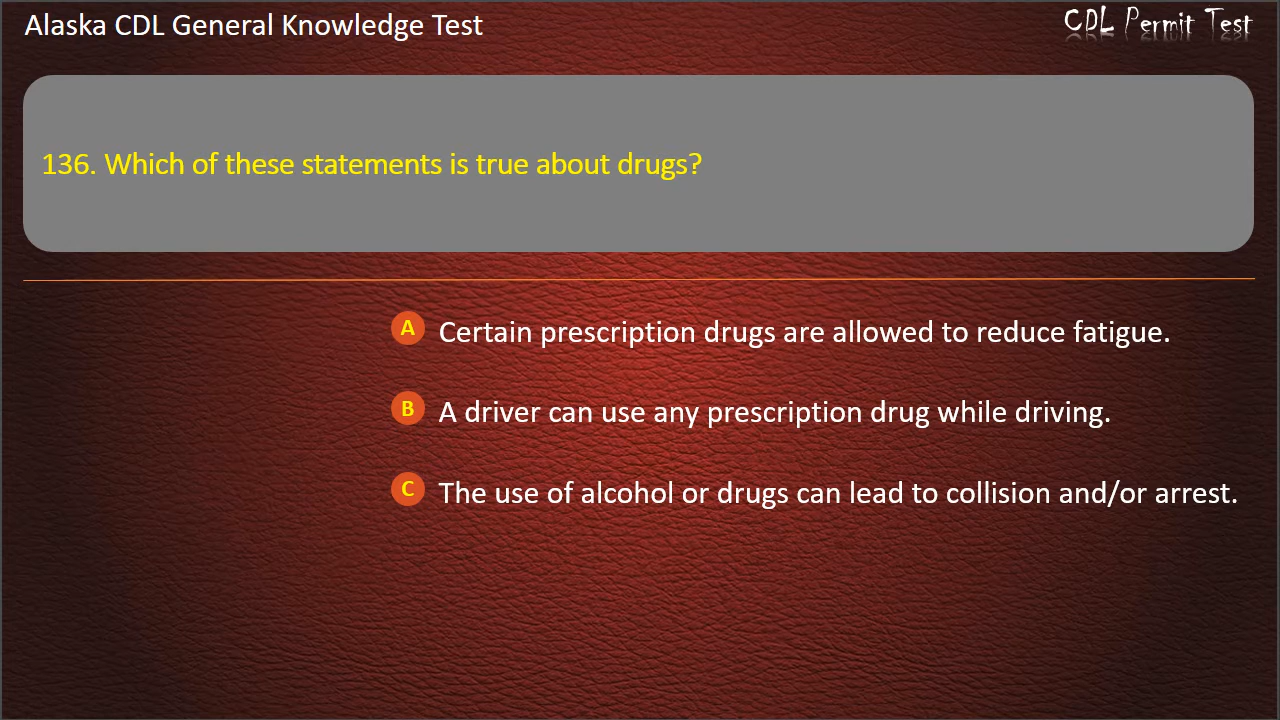 Alaska CDL General Knowledge Test
CDL Permit Test
136. Which of these statements is true about drugs?
A Certain prescription drugs are allowed to reduce fatigue.
B A driver can use any prescription drug while driving.
C The use of alcohol or drugs can lead to collision and/or arrest.